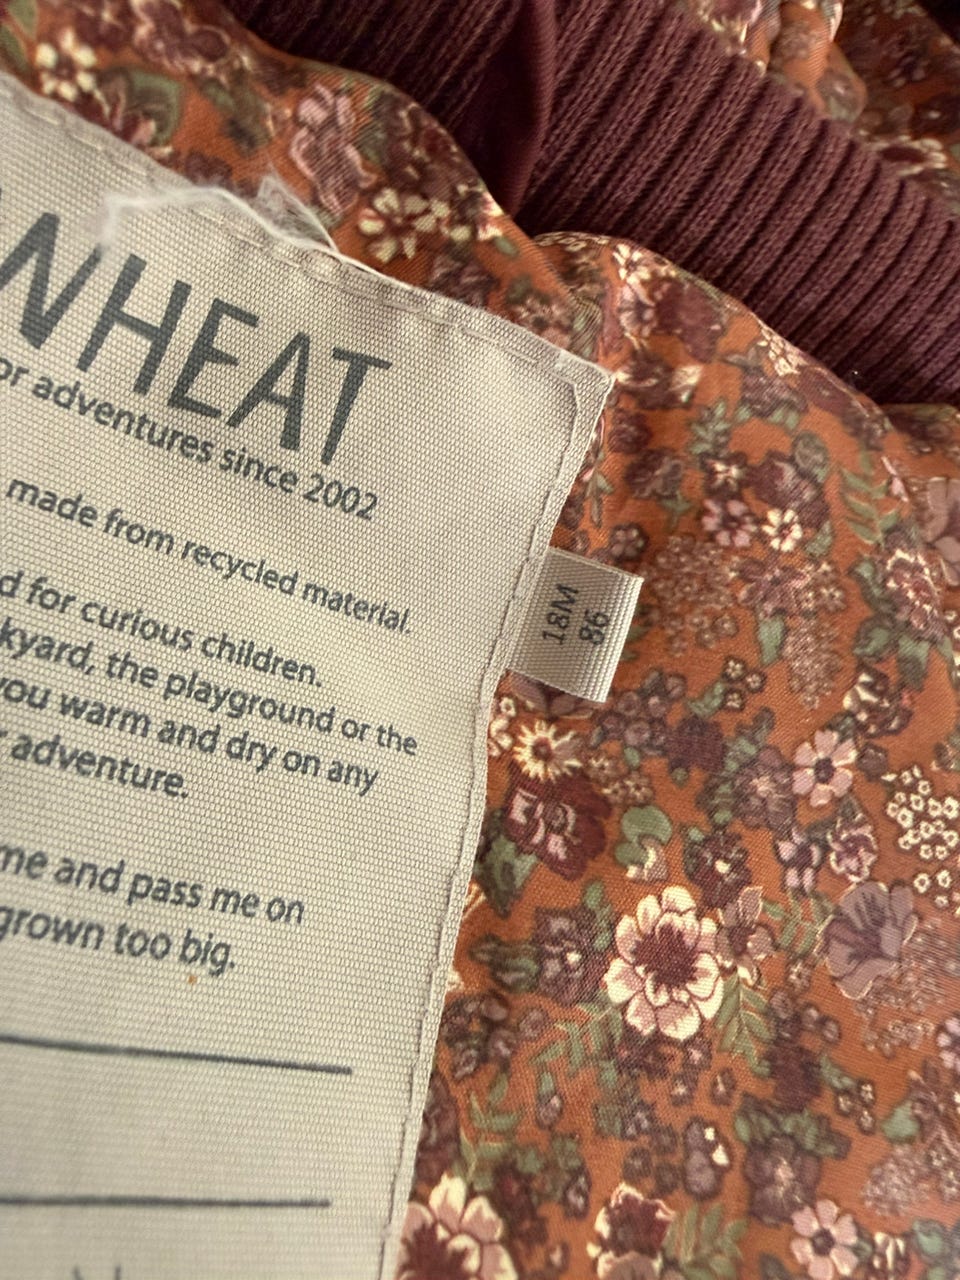 WHEAT
or adventures since 2002
made from recycled material.
d for curious children.
kyard, the playground or the
you warm and dry on any
r adventure.
me and pass me on
grown too big.
18M
86